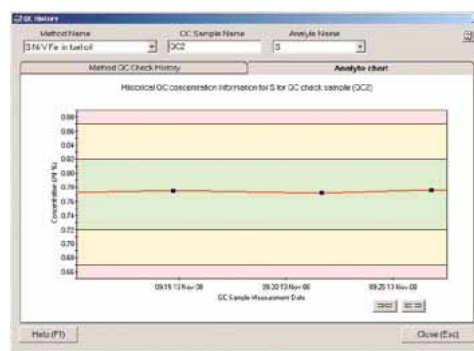 QC History
Method Name QC Sample Name Analyte Name
S Ni V Fe in fuel oil QC2 S
Method QC Check History Analyte chart
Historical QC concentration information for S for QC check sample (QC2)
Concentration (Wt %)
0.88
0.86
0.84
0.82
0.80
0.78
0.76
0.74
0.72
0.70
0.68
0.66
09:15 13 Nov 08 09:20 13 Nov 08 09:25 13 Nov 08
QC Sample Measurement Date
Help (F1) Close (Esc)